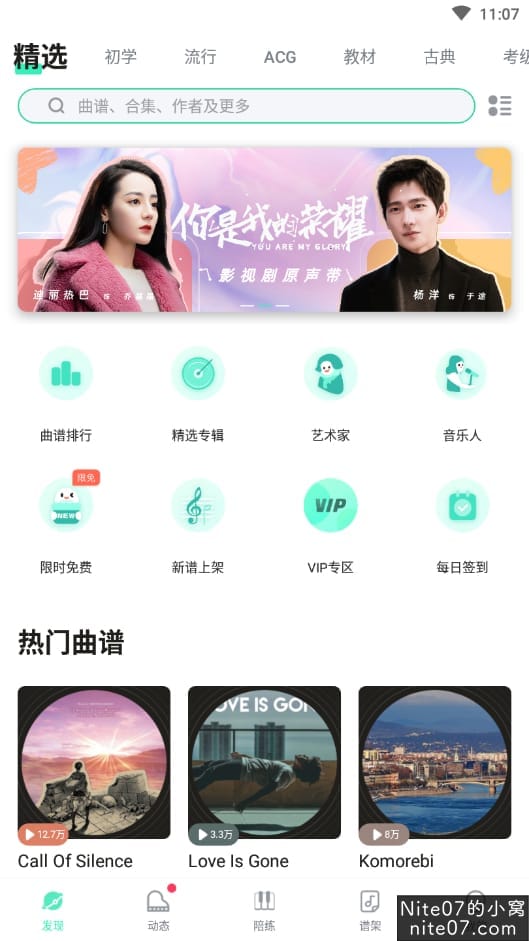 11:07
精选 初学 流行 ACG 教材 古典 考级
曲谱、合集、作者及更多
你是我的荣耀
YOU ARE MY GLORY
影视剧原声带
迪丽热巴 饰 乔晶晶
杨洋 饰 于途
曲谱排行 精选专辑 艺术家 音乐人
限免
NEW
VIP
限时免费 新谱上架 VIP专区 每日签到
热门曲谱
LOVE IS GON
12.7万 3.3万 8万
Call Of Silence Love Is Gone Komorebi
发现 动态 陪练 谱架
Nite07的小窝
nite07.com